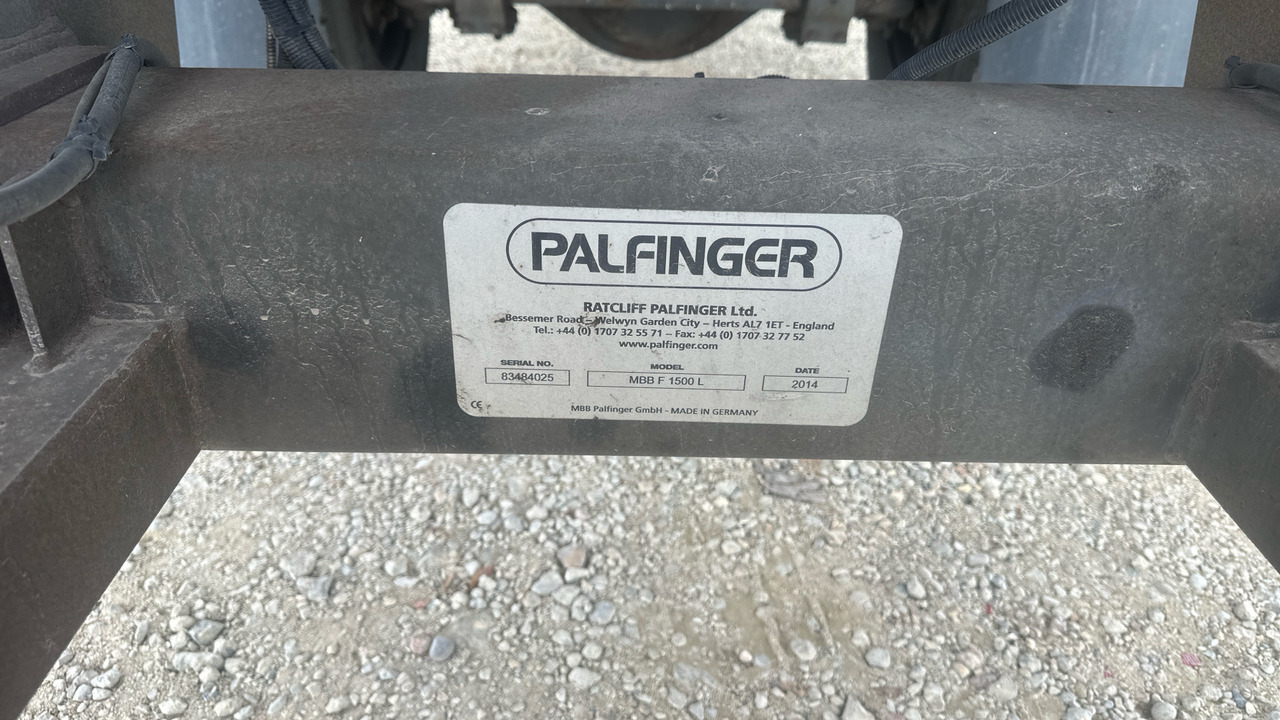 PALFINGER
RATCLIFF PALFINGER Ltd.
Bessemer Road – Welwyn Garden City – Herts AL7 1ET - England
Tel.: +44 (0) 1707 32 55 71 – Fax: +44 (0) 1707 32 77 52
www.palfinger.com
SERIAL NO. MODEL DATE
83484025 MBB F 1500 L 2014
CE MBB Palfinger GmbH - MADE IN GERMANY